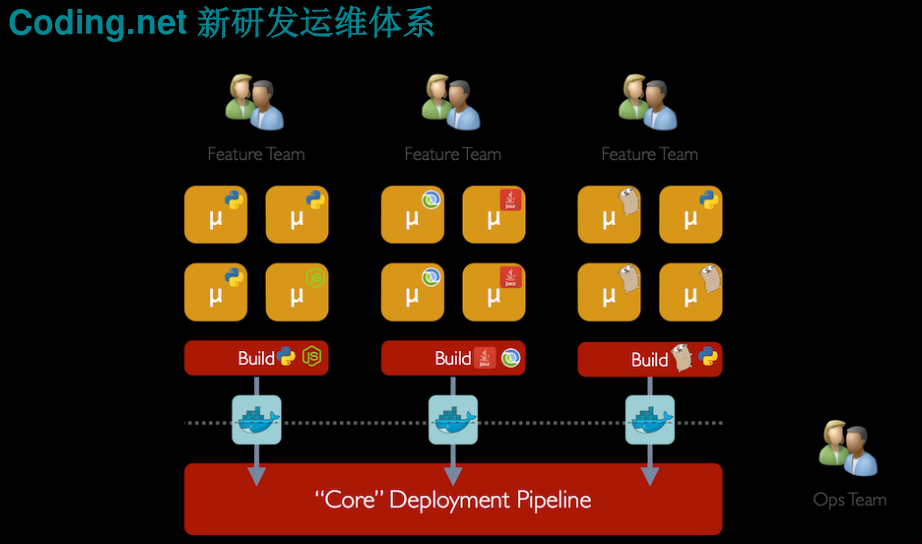 Coding.net 新研发运维体系
Feature Team
Feature Team
Feature Team
μ
μ
μ
μ
μ
μ
μ
μ
μ
μ
μ
μ
Build
Build
Build
"Core" Deployment Pipeline
Ops Team